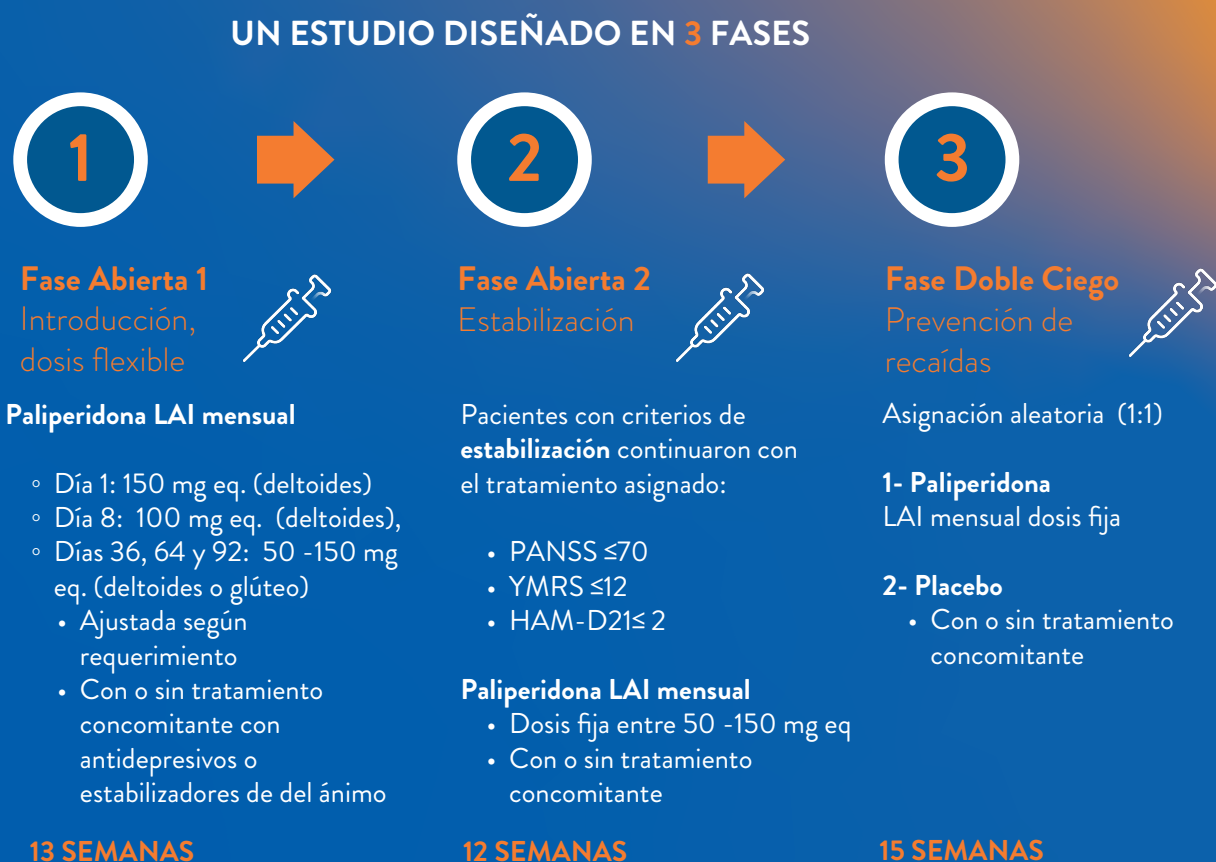 UN ESTUDIO DISEÑADO EN 3 FASES
1
2
3
Fase Abierta 1
Introducción,
dosis flexible
Paliperidona LAI mensual
◦ Día 1: 150 mg eq. (deltoides)
◦ Día 8: 100 mg eq. (deltoides),
◦ Días 36, 64 y 92: 50 -150 mg
eq. (deltoides o glúteo)
• Ajustada según
requerimiento
• Con o sin tratamiento
concomitante con
antidepresivos o
estabilizadores de del ánimo
13 SEMANAS
Fase Abierta 2
Estabilización
Pacientes con criterios de
estabilización continuaron con
el tratamiento asignado:
• PANSS ≤70
• YMRS ≤12
• HAM-D21≤ 2
Paliperidona LAI mensual
• Dosis fija entre 50 -150 mg eq
• Con o sin tratamiento
concomitante
12 SEMANAS
Fase Doble Ciego
Prevención de
recaídas
Asignación aleatoria (1:1)
1- Paliperidona
LAI mensual dosis fija
2- Placebo
• Con o sin tratamiento
concomitante
15 SEMANAS